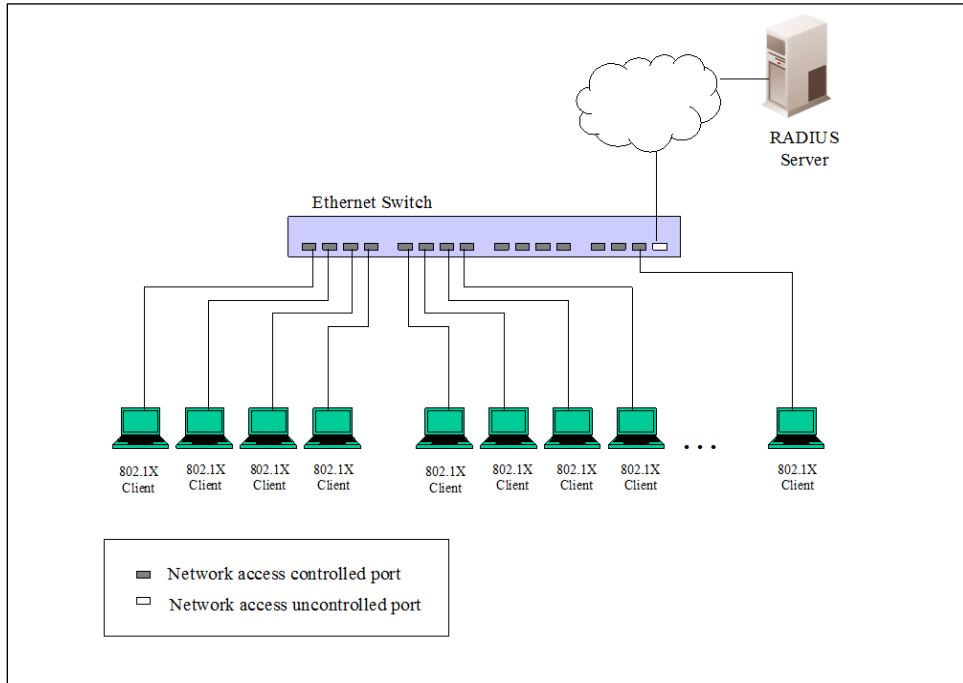 RADIUS
Server
Ethernet Switch
802.1X
Client
802.1X
Client
802.1X
Client
802.1X
Client
802.1X
Client
802.1X
Client
802.1X
Client
802.1X
Client
...
802.1X
Client
Network access controlled port
Network access uncontrolled port